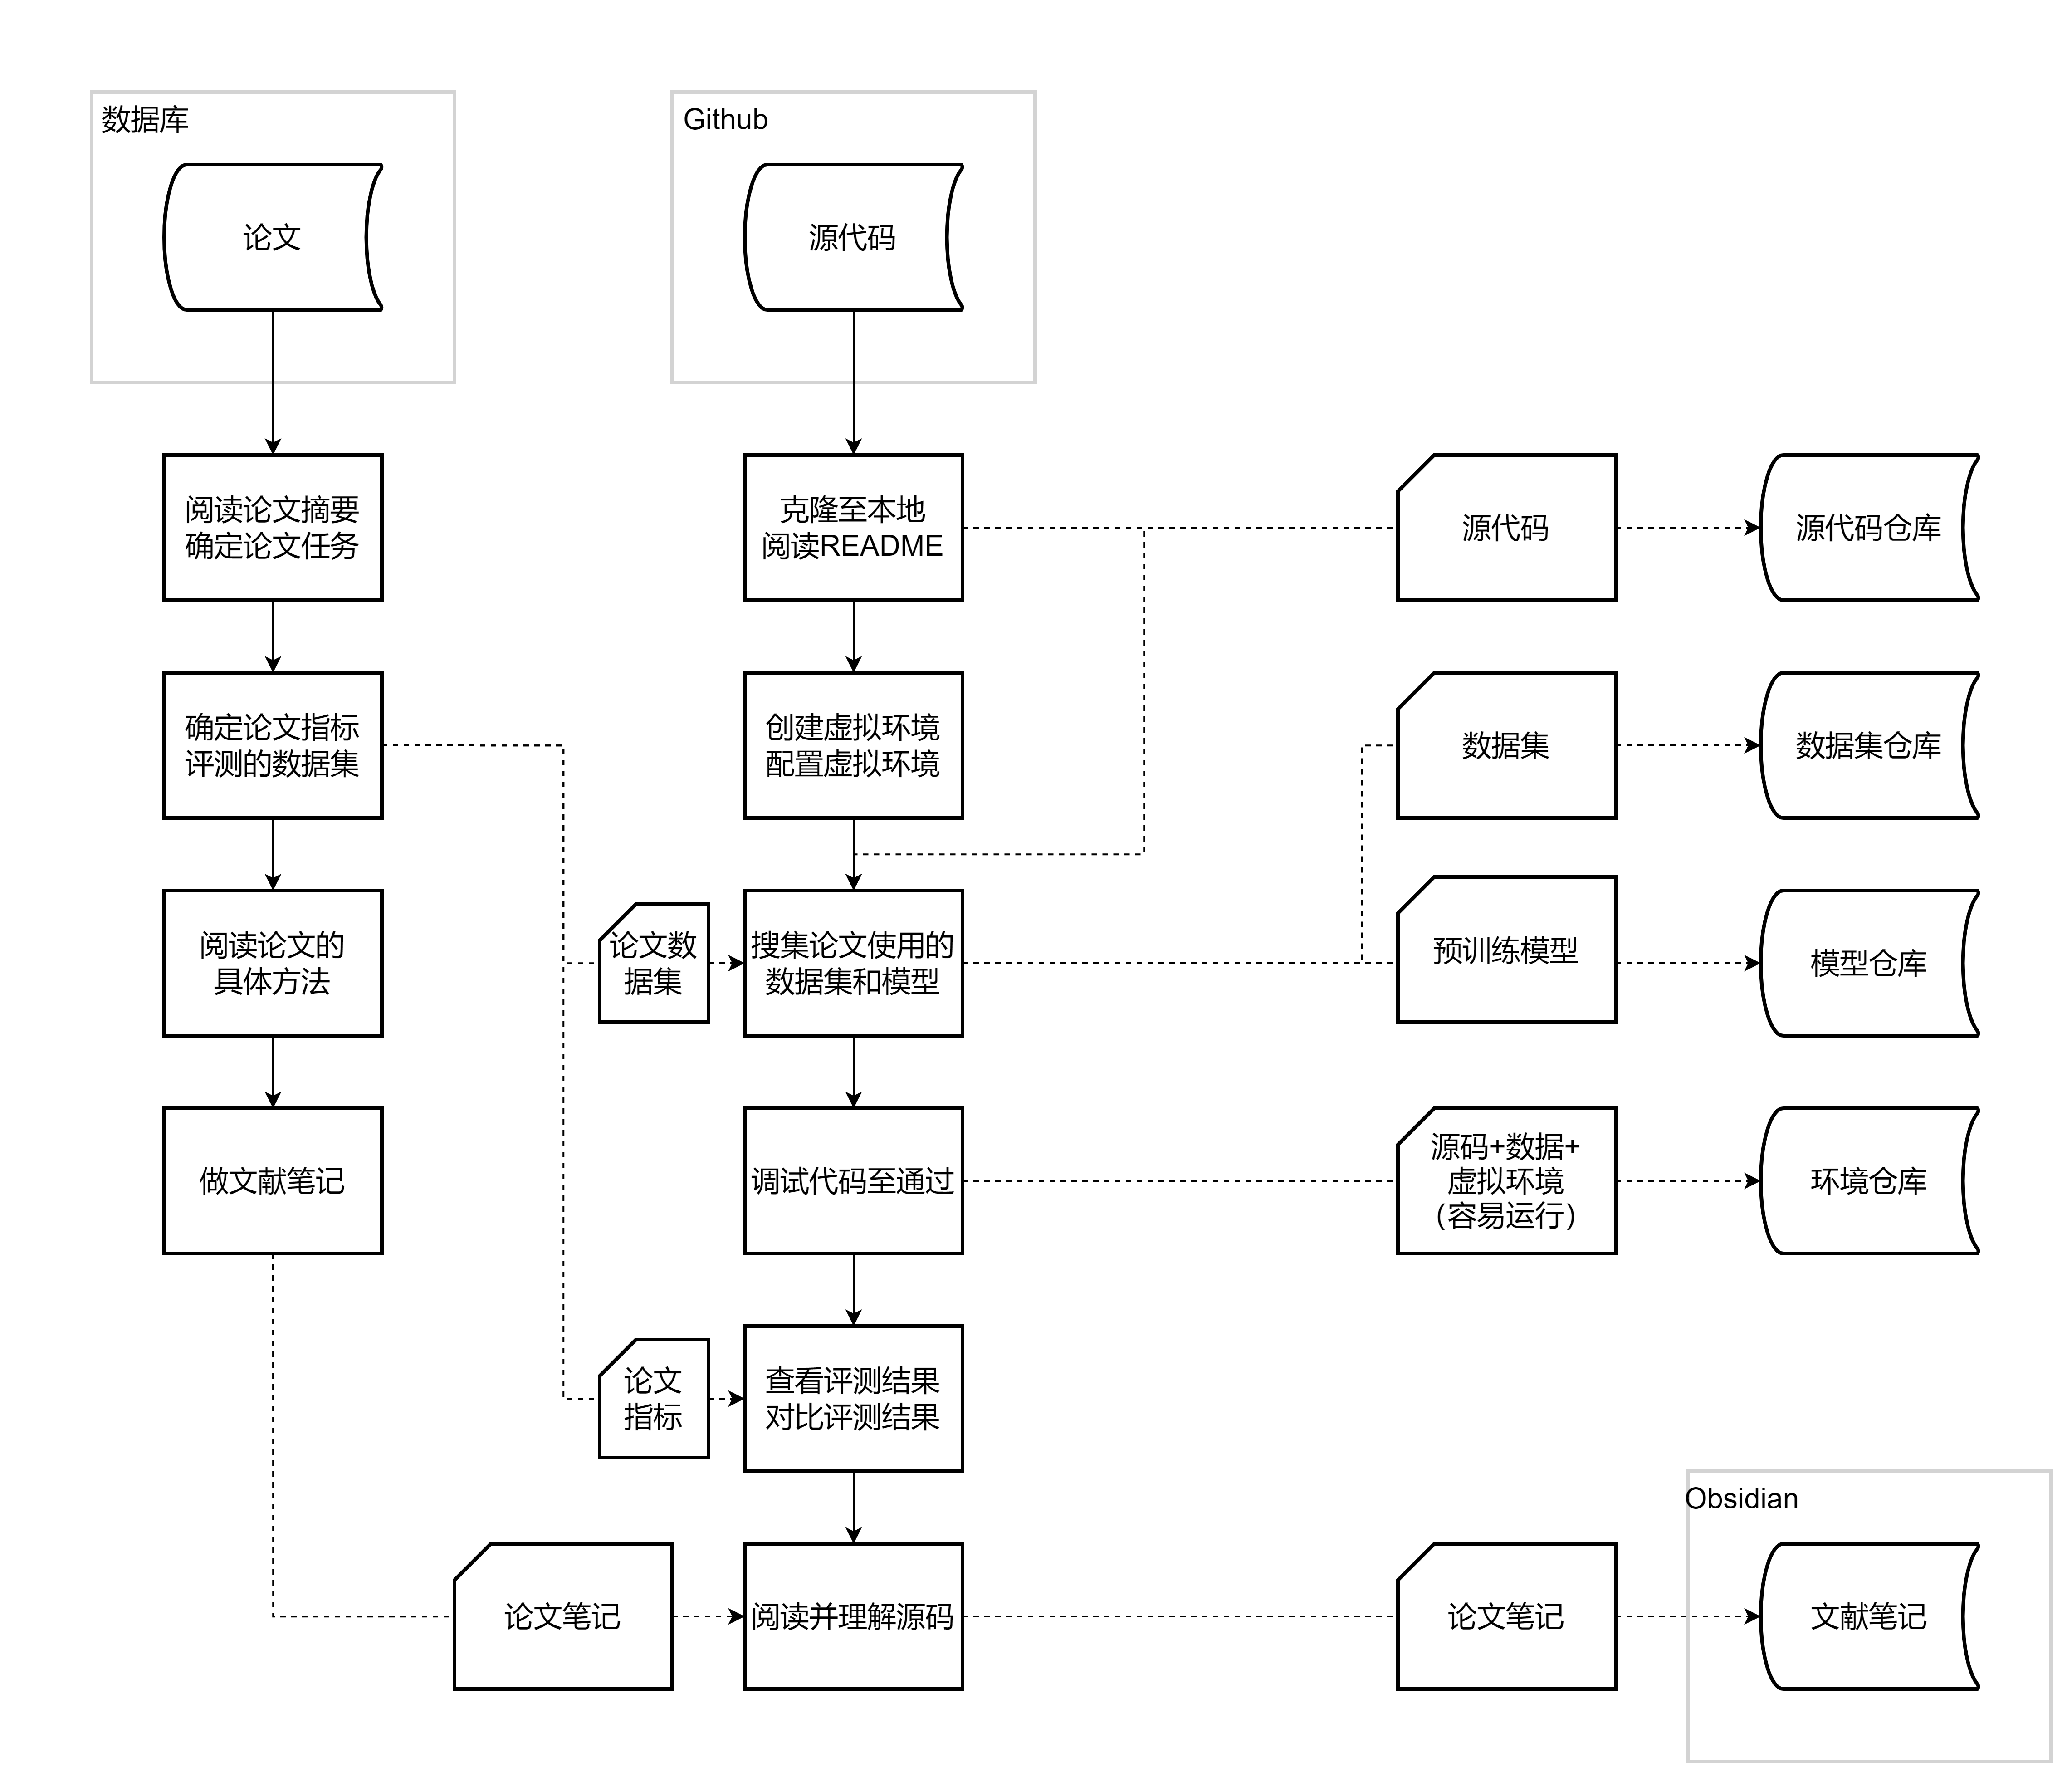 数据库
论文
Github
源代码
阅读论文摘要
确定论文任务
克隆至本地
阅读README
源代码
源代码仓库
确定论文指标
评测的数据集
创建虚拟环境
配置虚拟环境
数据集
数据集仓库
阅读论文的
具体方法
论文数
据集
搜集论文使用的
数据集和模型
预训练模型
模型仓库
做文献笔记
调试代码至通过
源码+数据+
虚拟环境
（容易运行）
环境仓库
论文
指标
查看评测结果
对比评测结果
Obsidian
论文笔记
阅读并理解源码
论文笔记
文献笔记